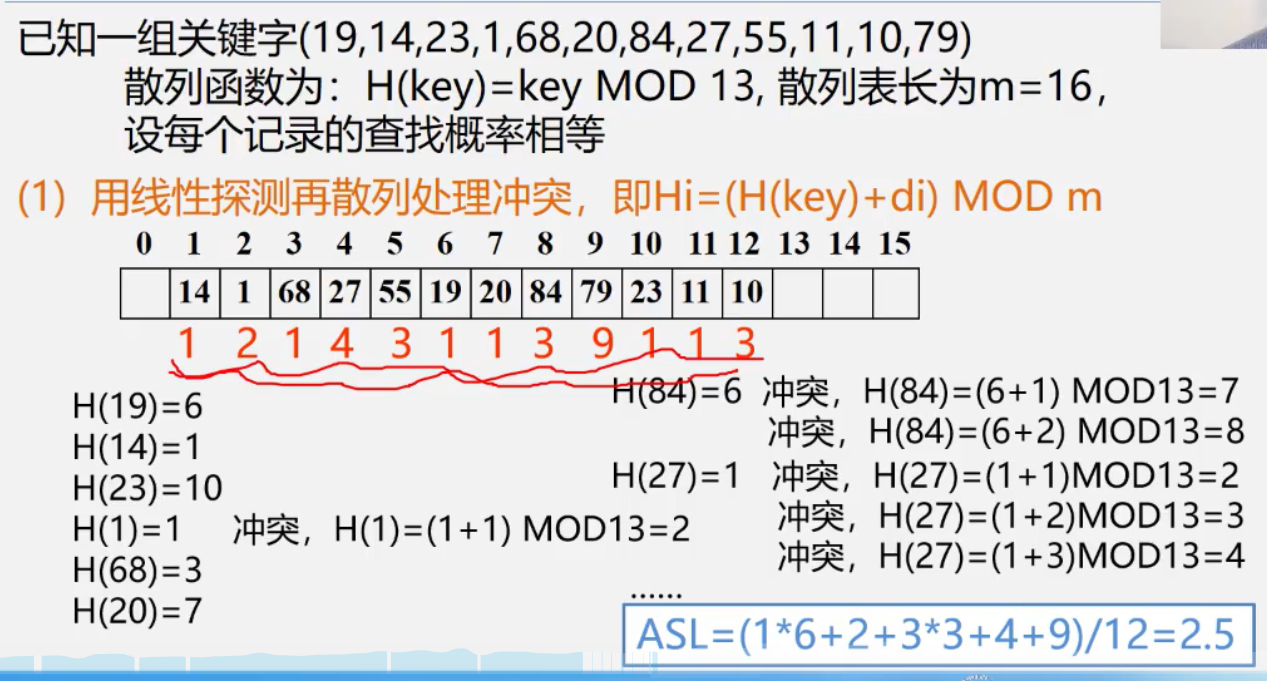 已知一组关键字(19,14,23,1,68,20,84,27,55,11,10,79)
散列函数为：H(key)=key MOD 13, 散列表长为m=16，
设每个记录的查找概率相等
(1) 用线性探测再散列处理冲突，即Hi=(H(key)+di) MOD m
0 1 2 3 4 5 6 7 8 9 10 11 12 13 14 15
14 1 68 27 55 19 20 84 79 23 11 10
1 2 1 4 3 1 1 3 9 1 1 3
H(19)=6
H(14)=1
H(23)=10
H(1)=1 冲突，H(1)=(1+1) MOD13=2
H(68)=3
H(20)=7
H(84)=6 冲突，H(84)=(6+1) MOD13=7
冲突，H(84)=(6+2) MOD13=8
H(27)=1 冲突，H(27)=(1+1)MOD13=2
冲突，H(27)=(1+2)MOD13=3
冲突，H(27)=(1+3)MOD13=4
......
ASL=(1*6+2+3*3+4+9)/12=2.5